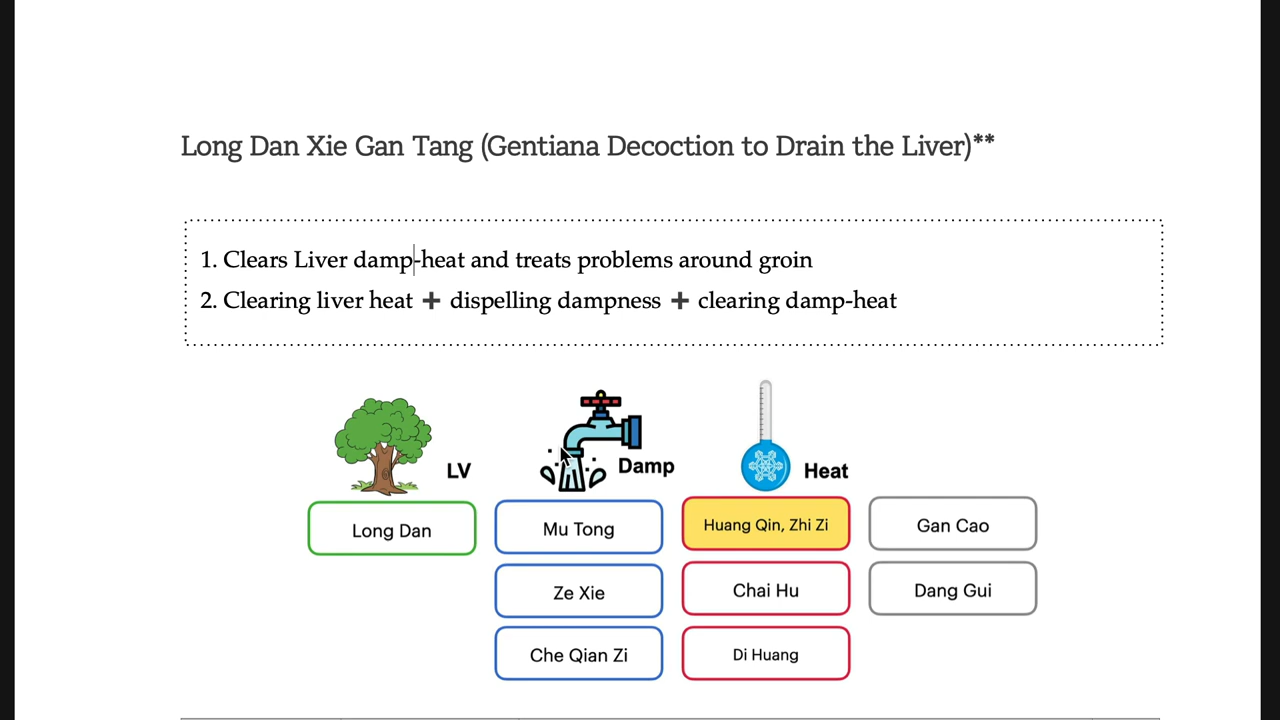 Long Dan Xie Gan Tang (Gentiana Decoction to Drain the Liver)**
1. Clears Liver damp-heat and treats problems around groin
2. Clearing liver heat ➕ dispelling dampness ➕ clearing damp-heat
LV
Damp
Heat
Long Dan
Mu Tong
Huang Qin, Zhi Zi
Gan Cao
Ze Xie
Chai Hu
Dang Gui
Che Qian Zi
Di Huang